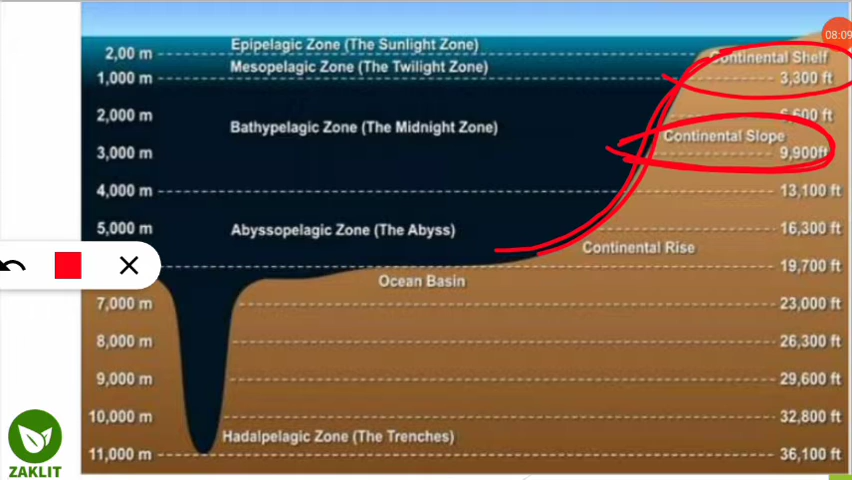 08:09
Epipelagic Zone (The Sunlight Zone)
2,00 m
Continental Shelf
Mesopelagic Zone (The Twilight Zone)
1,000 m
3,300 ft
2,000 m
6,600 ft
Bathypelagic Zone (The Midnight Zone)
Continental Slope
3,000 m
9,900ft
4,000 m
13,100 ft
5,000 m
Abyssopelagic Zone (The Abyss)
16,300 ft
Continental Rise
19,700 ft
Ocean Basin
7,000 m
23,000 ft
8,000 m
26,300 ft
9,000 m
29,600 ft
10,000 m
32,800 ft
Hadalpelagic Zone (The Trenches)
11,000 m
36,100 ft
ZAKLIT